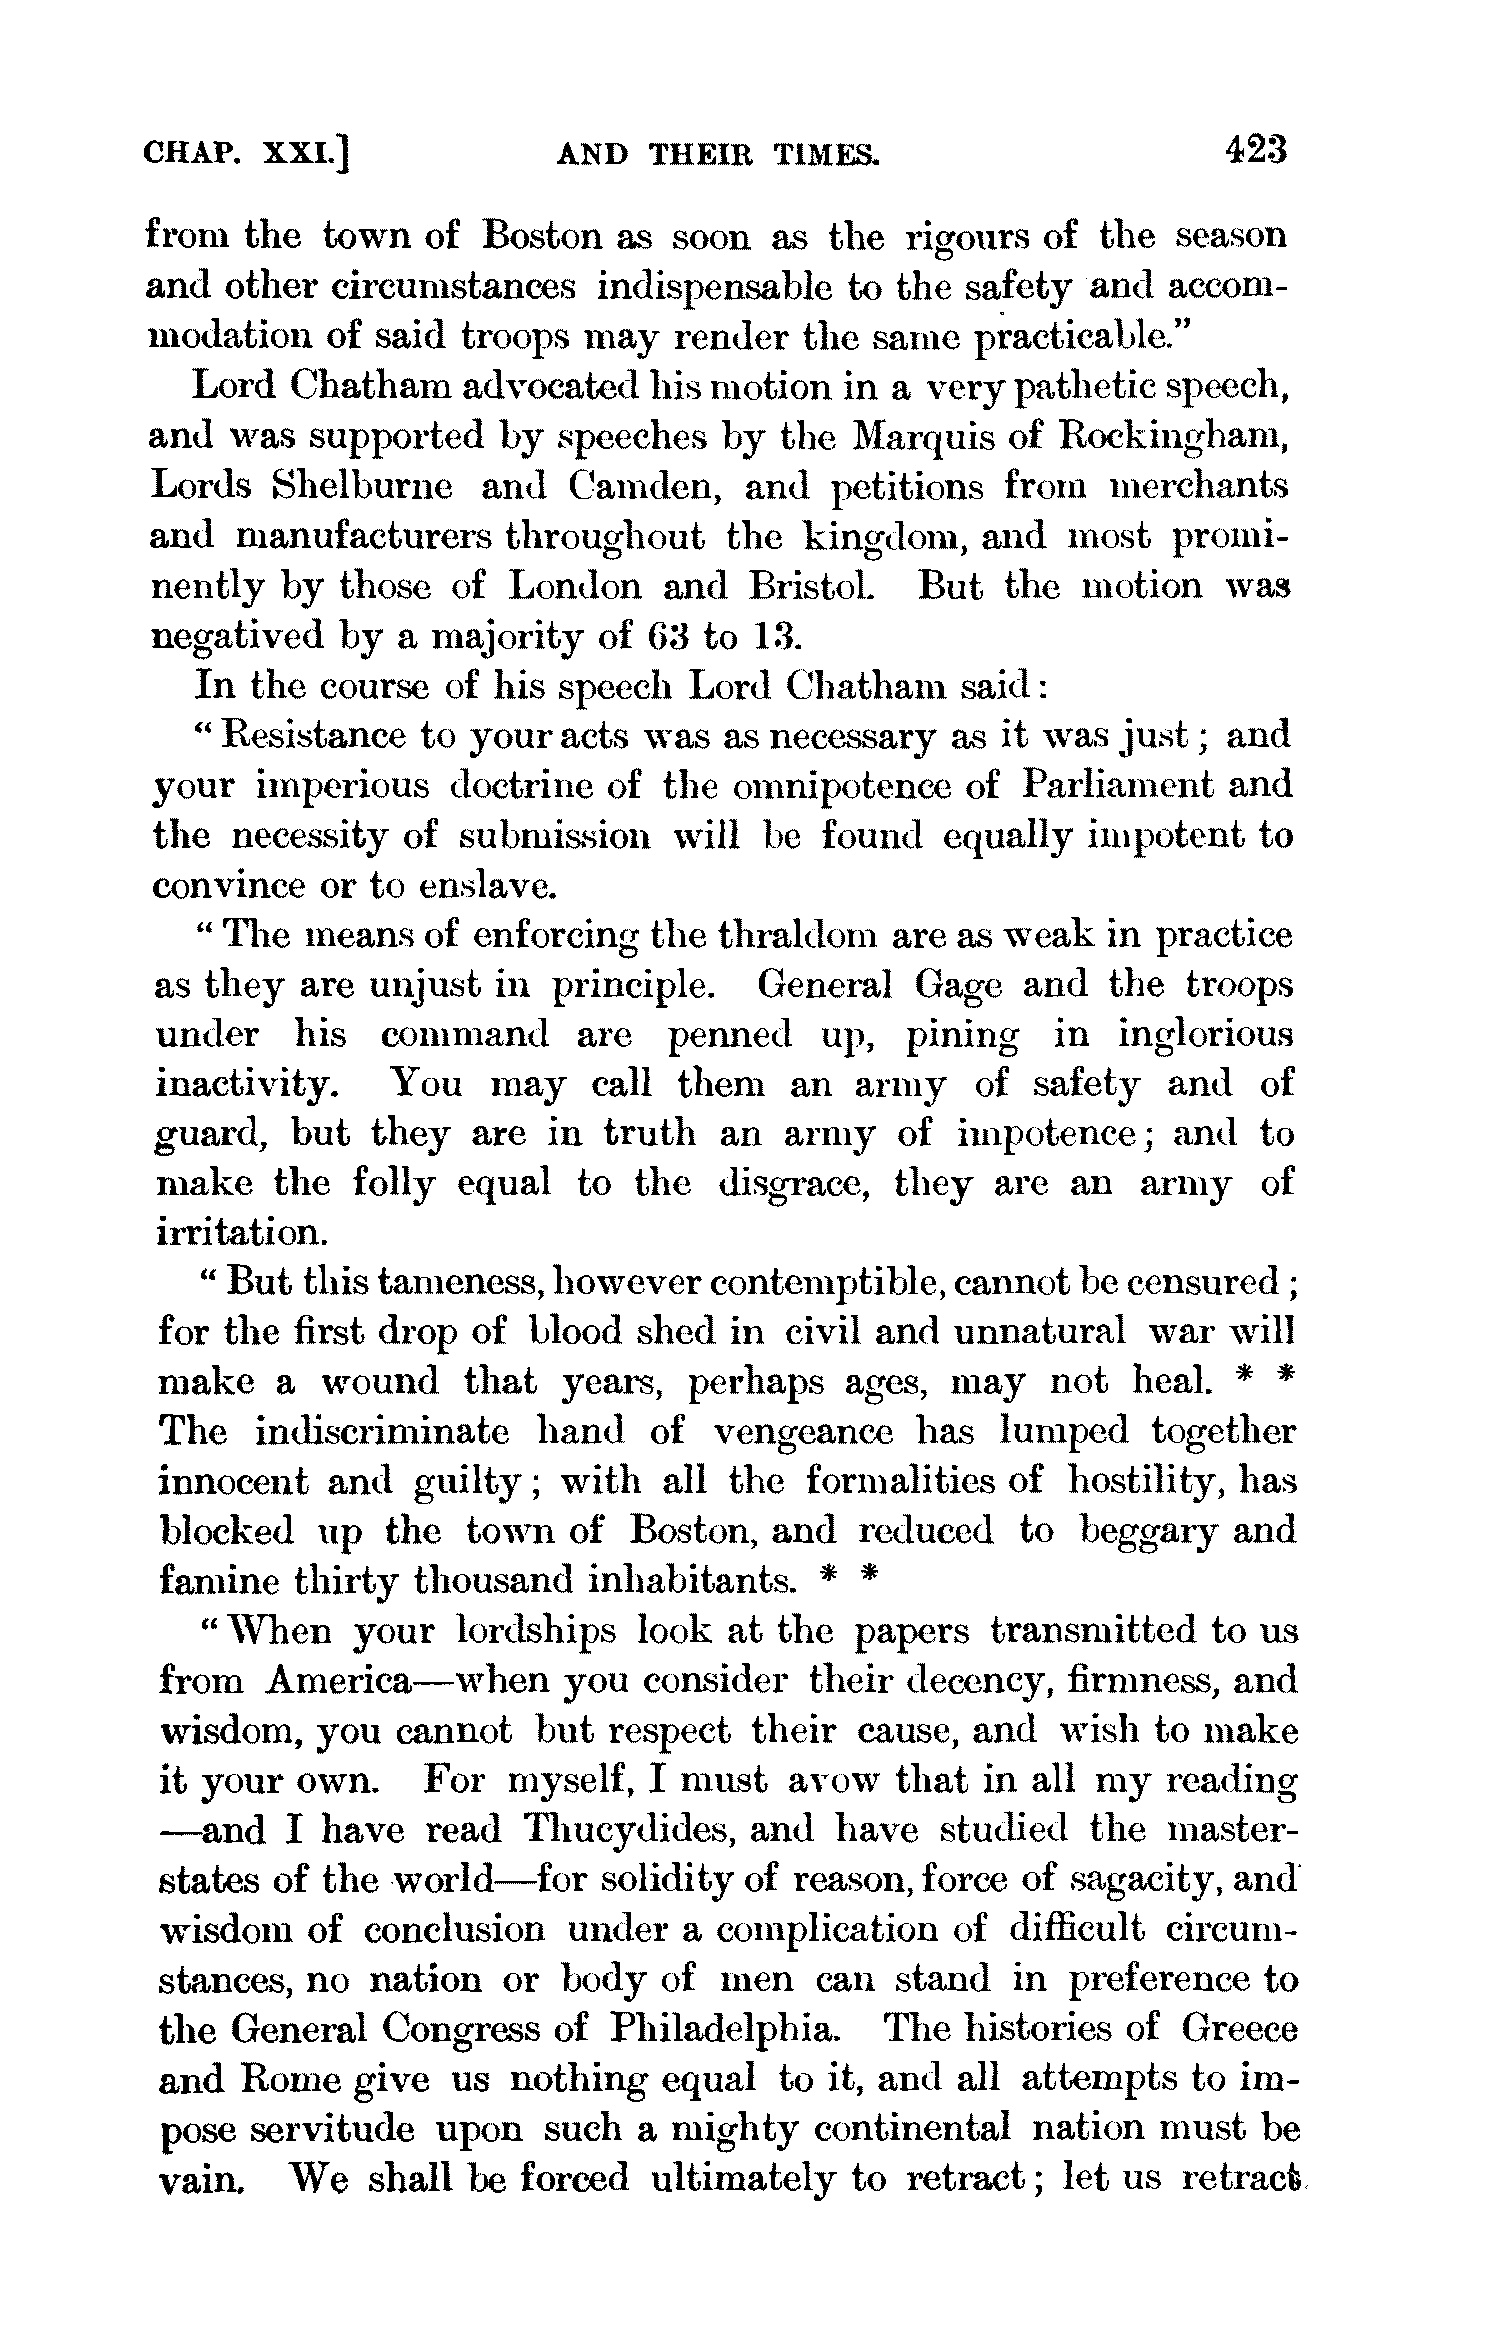 CHAP. XXI.] AND THEIR TIMES. 423
from the town of Boston as soon as the rigours of the season
and other circumstances indispensable to the safety and accom-
modation of said troops may render the same practicable."
Lord Chatham advocated his motion in a very pathetic speech,
and was supported by speeches by the Marquis of Rockingham,
Lords Shelburne and Camden, and petitions from merchants
and manufacturers throughout the kingdom, and most promi-
nently by those of London and Bristol. But the motion was
negatived by a majority of 63 to 13.
In the course of his speech Lord Chatham said:
"Resistance to your acts was as necessary as it was just; and
your imperious doctrine of the omnipotence of Parliament and
the necessity of submission will be found equally impotent to
convince or to enslave.
"The means of enforcing the thraldom are as weak in practice
as they are unjust in principle. General Gage and the troops
under his command are penned up, pining in inglorious
inactivity. You may call them an army of safety and of
guard, but they are in truth an army of impotence; and to
make the folly equal to the disgrace, they are an army of
irritation.
"But this tameness, however contemptible, cannot be censured;
for the first drop of blood shed in civil and unnatural war will
make a wound that years, perhaps ages, may not heal. * *
The indiscriminate hand of vengeance has lumped together
innocent and guilty; with all the formalities of hostility, has
blocked up the town of Boston, and reduced to beggary and
famine thirty thousand inhabitants. * *
"When your lordships look at the papers transmitted to us
from America—when you consider their decency, firmness, and
wisdom, you cannot but respect their cause, and wish to make
it your own. For myself, I must avow that in all my reading
—and I have read Thucydides, and have studied the master-
states of the world—for solidity of reason, force of sagacity, and
wisdom of conclusion under a complication of difficult circum-
stances, no nation or body of men can stand in preference to
the General Congress of Philadelphia. The histories of Greece
and Rome give us nothing equal to it, and all attempts to im-
pose servitude upon such a mighty continental nation must be
vain. We shall be forced ultimately to retract; let us retract